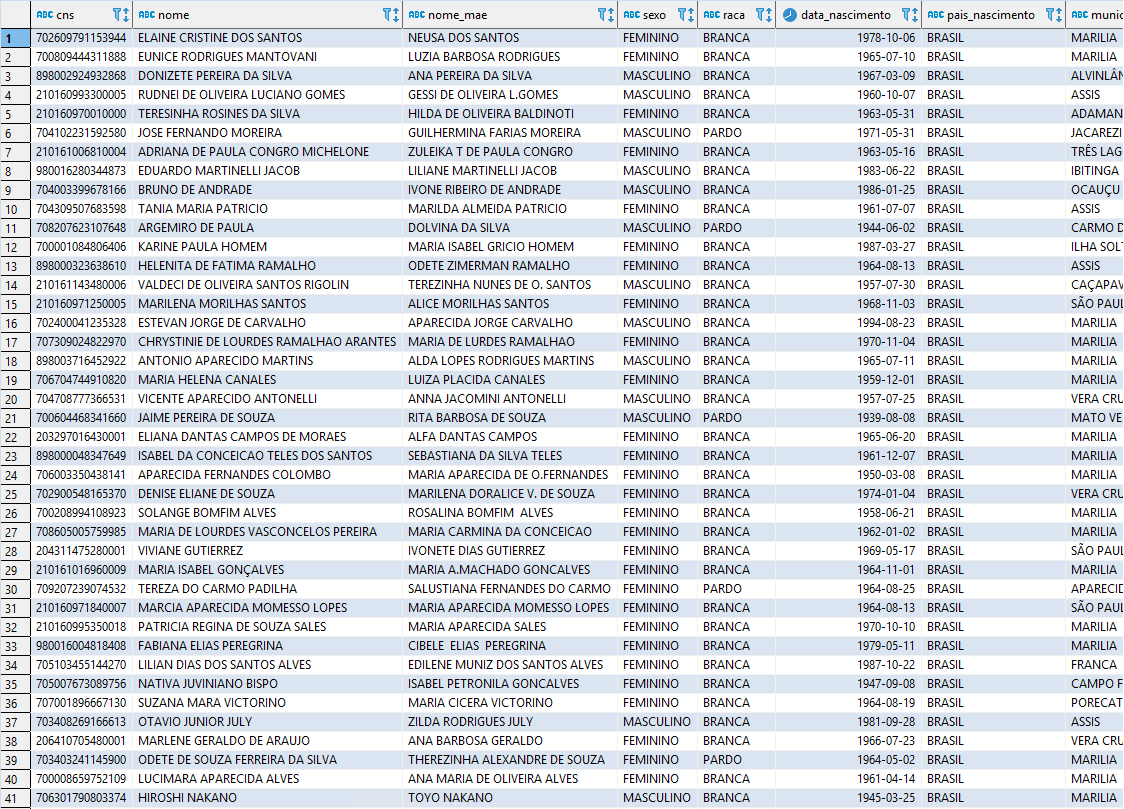 cns nome nome_mae sexo raca data_nascimento pais_nascimento munic
1 702609791153944 ELAINE CRISTINE DOS SANTOS NEUSA DOS SANTOS FEMININO BRANCA 1978-10-06 BRASIL MARILIA
2 700809444311888 EUNICE RODRIGUES MANTOVANI LUZIA BARBOSA RODRIGUES FEMININO BRANCA 1965-07-10 BRASIL MARILIA
3 898002924932868 DONIZETE PEREIRA DA SILVA ANA PEREIRA DA SILVA MASCULINO BRANCA 1967-03-09 BRASIL ALVINLÂN
4 210160993300005 RUDNEI DE OLIVEIRA LUCIANO GOMES GESSI DE OLIVEIRA L.GOMES MASCULINO BRANCA 1960-10-07 BRASIL ASSIS
5 210160970010000 TERESINHA ROSINES DA SILVA HILDA DE OLIVEIRA BALDINOTI FEMININO BRANCA 1963-05-31 BRASIL ADAMAN
6 704102231592580 JOSE FERNANDO MOREIRA GUILHERMINA FARIAS MOREIRA MASCULINO PARDO 1971-05-31 BRASIL JACAREZI
7 210161006810004 ADRIANA DE PAULA CONGRO MICHELONE ZULEIKA T DE PAULA CONGRO FEMININO BRANCA 1963-05-16 BRASIL TRÊS LAG
8 980016280344873 EDUARDO MARTINELLI JACOB LILIANE MARTINELLI JACOB MASCULINO BRANCA 1983-06-22 BRASIL IBITINGA
9 704003399678166 BRUNO DE ANDRADE IVONE RIBEIRO DE ANDRADE MASCULINO BRANCA 1986-01-25 BRASIL OCAUÇU
10 704309507683598 TANIA MARIA PATRICIO MARILDA ALMEIDA PATRICIO FEMININO BRANCA 1961-07-07 BRASIL ASSIS
11 708207623107648 ARGEMIRO DE PAULA DOLVINA DA SILVA MASCULINO PARDO 1944-06-02 BRASIL CARMO D
12 700001084806406 KARINE PAULA HOMEM MARIA ISABEL GRICIO HOMEM FEMININO BRANCA 1987-03-27 BRASIL ILHA SOLT
13 898000323638610 HELENITA DE FATIMA RAMALHO ODETE ZIMERMAN RAMALHO FEMININO BRANCA 1964-08-13 BRASIL ASSIS
14 210161143480006 VALDECI DE OLIVEIRA SANTOS RIGOLIN TEREZINHA NUNES DE O. SANTOS MASCULINO BRANCA 1957-07-30 BRASIL CAÇAPAV
15 210160971250005 MARILENA MORILHAS SANTOS ALICE MORILHAS SANTOS FEMININO BRANCA 1968-11-03 BRASIL SÃO PAUL
16 702400041235328 ESTEVAN JORGE DE CARVALHO APARECIDA JORGE CARVALHO MASCULINO BRANCA 1994-08-23 BRASIL MARILIA
17 707309024822970 CHRYSTINIE DE LOURDES RAMALHAO ARANTES MARIA DE LURDES RAMALHAO FEMININO BRANCA 1970-11-04 BRASIL MARILIA
18 898003716452922 ANTONIO APARECIDO MARTINS ALDA LOPES RODRIGUES MARTINS MASCULINO BRANCA 1965-07-11 BRASIL MARILIA
19 706704744910820 MARIA HELENA CANALES LUIZA PLACIDA CANALES FEMININO BRANCA 1959-12-01 BRASIL MARILIA
20 704708777366531 VICENTE APARECIDO ANTONELLI ANNA JACOMINI ANTONELLI MASCULINO BRANCA 1957-07-25 BRASIL VERA CRU
21 700604468341660 JAIME PEREIRA DE SOUZA RITA BARBOSA DE SOUZA MASCULINO PARDO 1939-08-08 BRASIL MATO VE
22 203297016430001 ELIANA DANTAS CAMPOS DE MORAES ALFA DANTAS CAMPOS FEMININO BRANCA 1965-06-20 BRASIL MARILIA
23 898000048347649 ISABEL DA CONCEICAO TELES DOS SANTOS SEBASTIANA DA SILVA TELES FEMININO BRANCA 1961-12-07 BRASIL MARILIA
24 706003350438141 APARECIDA FERNANDES COLOMBO MARIA APARECIDA DE O.FERNANDES FEMININO BRANCA 1950-03-08 BRASIL MARILIA
25 702900548165370 DENISE ELIANE DE SOUZA MARILENA DORALICE V. DE SOUZA FEMININO BRANCA 1974-01-04 BRASIL VERA CRU
26 700208994108923 SOLANGE BOMFIM ALVES ROSALINA BOMFIM  ALVES FEMININO BRANCA 1958-06-21 BRASIL MARILIA
27 708605005759985 MARIA DE LOURDES VASCONCELOS PEREIRA MARIA CARMINA DA CONCEICAO FEMININO BRANCA 1962-01-02 BRASIL MARILIA
28 204311475280001 VIVIANE GUTIERREZ IVONETE DIAS GUTIERREZ FEMININO BRANCA 1969-05-17 BRASIL SÃO PAUL
29 210161016960009 MARIA ISABEL GONÇALVES MARIA A.MACHADO GONCALVES FEMININO BRANCA 1964-11-01 BRASIL MARILIA
30 709207239074532 TEREZA DO CARMO PADILHA SALUSTIANA FERNANDES DO CARMO FEMININO PARDO 1964-08-25 BRASIL APARECID
31 210160971840007 MARCIA APARECIDA MOMESSO LOPES MARIA APARECIDA MOMESSO LOPES FEMININO BRANCA 1964-08-13 BRASIL SÃO PAUL
32 210160995350018 PATRICIA REGINA DE SOUZA SALES MARIA APARECIDA SALES FEMININO BRANCA 1970-10-10 BRASIL MARILIA
33 980016004818408 FABIANA ELIAS PEREGRINA CIBELE  ELIAS  PEREGRINA FEMININO BRANCA 1979-05-11 BRASIL MARILIA
34 705103455144270 LILIAN DIAS DOS SANTOS ALVES EDILENE MUNIZ DOS SANTOS ALVES FEMININO BRANCA 1987-10-22 BRASIL FRANCA
35 705007673089756 NATIVA JUVINIANO BISPO ISABEL PETRONILA GONCALVES FEMININO BRANCA 1947-09-08 BRASIL CAMPO F
36 707001896667130 SUZANA MARA VICTORINO MARIA CICERA VICTORINO FEMININO BRANCA 1964-08-19 BRASIL PORECAT
37 703408269166613 OTAVIO JUNIOR JULY ZILDA RODRIGUES JULY MASCULINO BRANCA 1981-09-28 BRASIL ASSIS
38 206410705480001 MARLENE GERALDO DE ARAUJO ANA BARBOSA GERALDO FEMININO BRANCA 1966-07-23 BRASIL VERA CRU
39 703403241145900 ODETE DE SOUZA FERREIRA DA SILVA THEREZINHA ALEXANDRE DE SOUZA FEMININO PARDO 1964-05-02 BRASIL MARILIA
40 700008659752109 LUCIMARA APARECIDA ALVES ANA MARIA DE OLIVEIRA ALVES FEMININO BRANCA 1961-04-14 BRASIL MARILIA
41 706301790803374 HIROSHI NAKANO TOYO NAKANO MASCULINO BRANCA 1945-03-25 BRASIL MARILIA